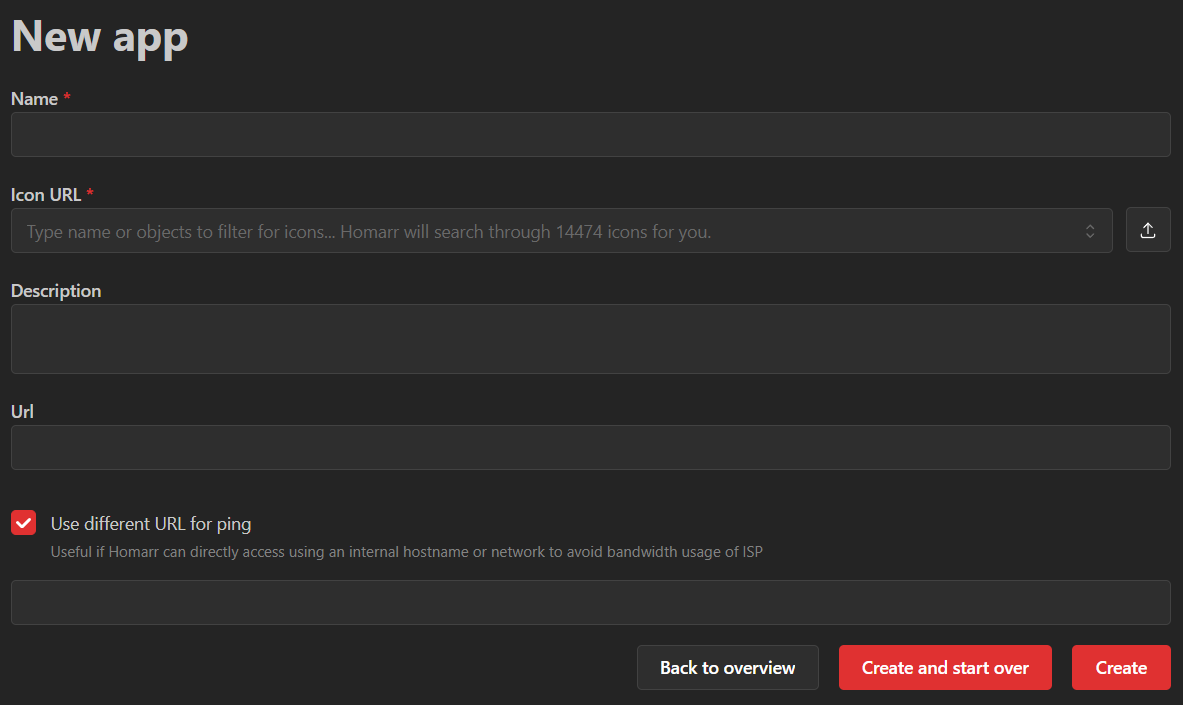 New app
Name *
Icon URL *
Type name or objects to filter for icons... Homarr will search through 14474 icons for you.
Description
Url
Use different URL for ping
Useful if Homarr can directly access using an internal hostname or network to avoid bandwidth usage of ISP
Back to overview
Create and start over
Create